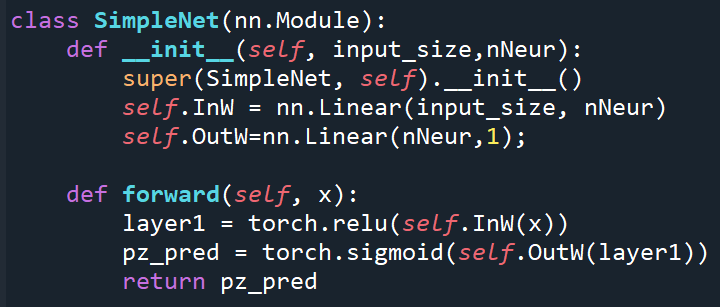 class SimpleNet(nn.Module):
    def __init__(self, input_size,nNeur):
        super(SimpleNet, self).__init__()
        self.InW = nn.Linear(input_size, nNeur)
        self.OutW=nn.Linear(nNeur,1);

    def forward(self, x):
        layer1 = torch.relu(self.InW(x))
        pz_pred = torch.sigmoid(self.OutW(layer1))
        return pz_pred